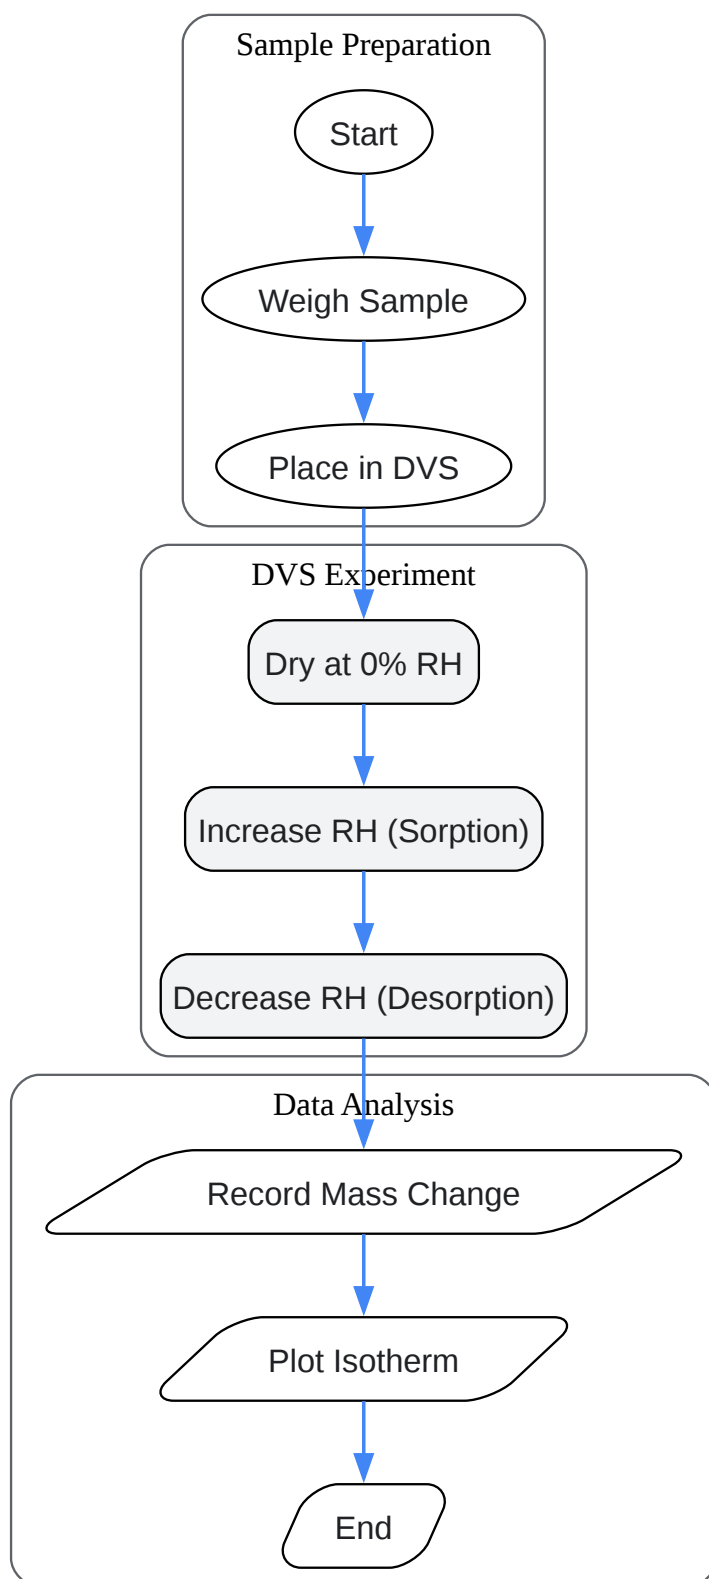 Sample Preparation
Start
Weigh Sample
Place in DVS
DVS Experiment
Dry at 0% RH
Increase RH (Sorption)
Decrease RH (Desorption)
Data Analysis
Record Mass Change
Plot Isotherm
End